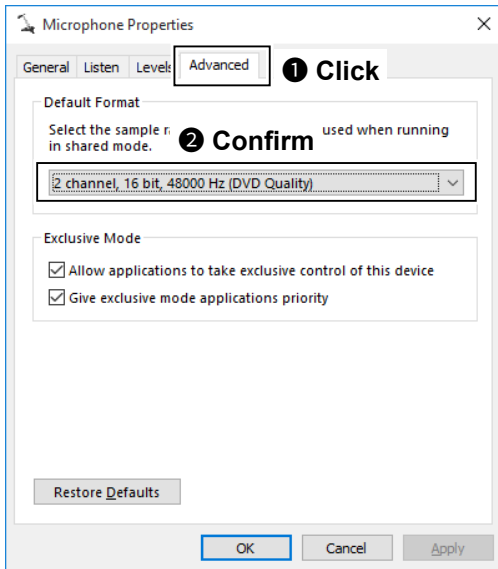 Microphone Properties
General Listen Levels Advanced
❶ Click
Default Format
Select the sample r
used when running
in shared mode.
❷ Confirm
2 channel, 16 bit, 48000 Hz (DVD Quality)
Exclusive Mode
Allow applications to take exclusive control of this device
Give exclusive mode applications priority
Restore Defaults
OK Cancel Apply